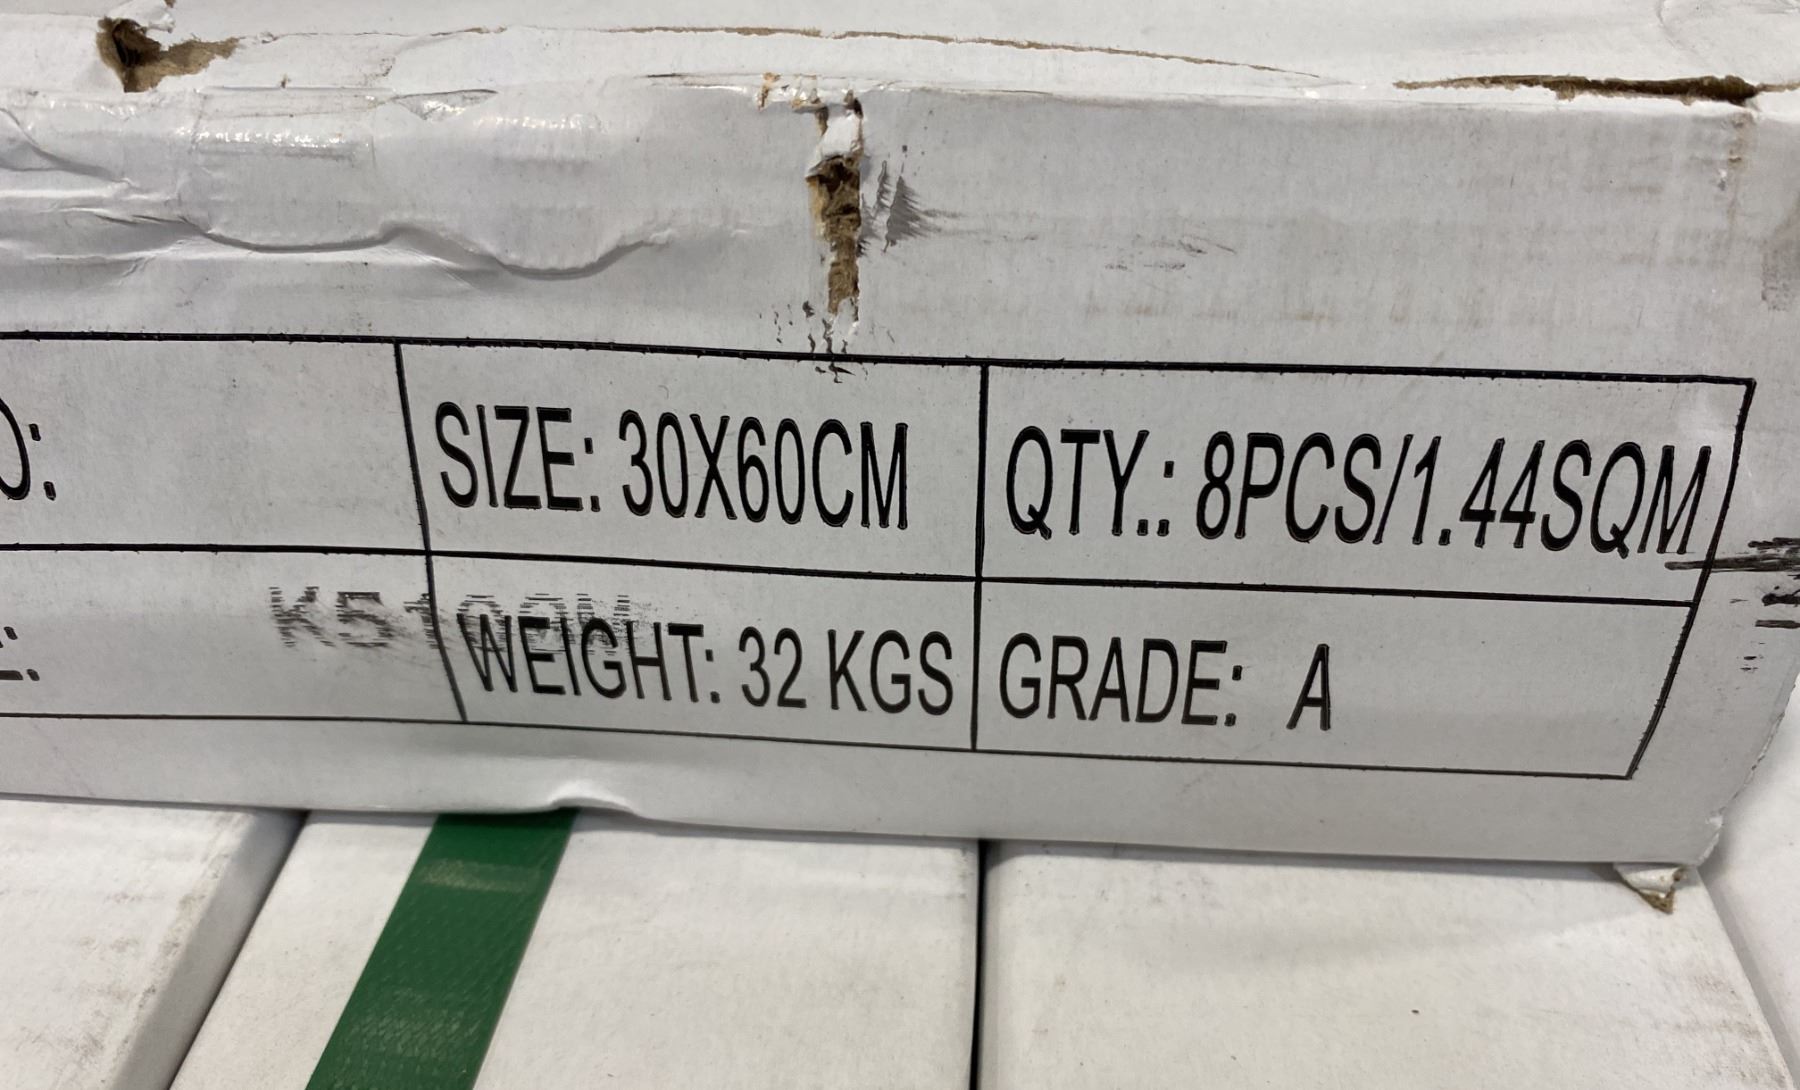 O:
SIZE: 30X60CM
QTY.: 8PCS/1.44SQM
E:
WEIGHT: 32 KGS
GRADE: A